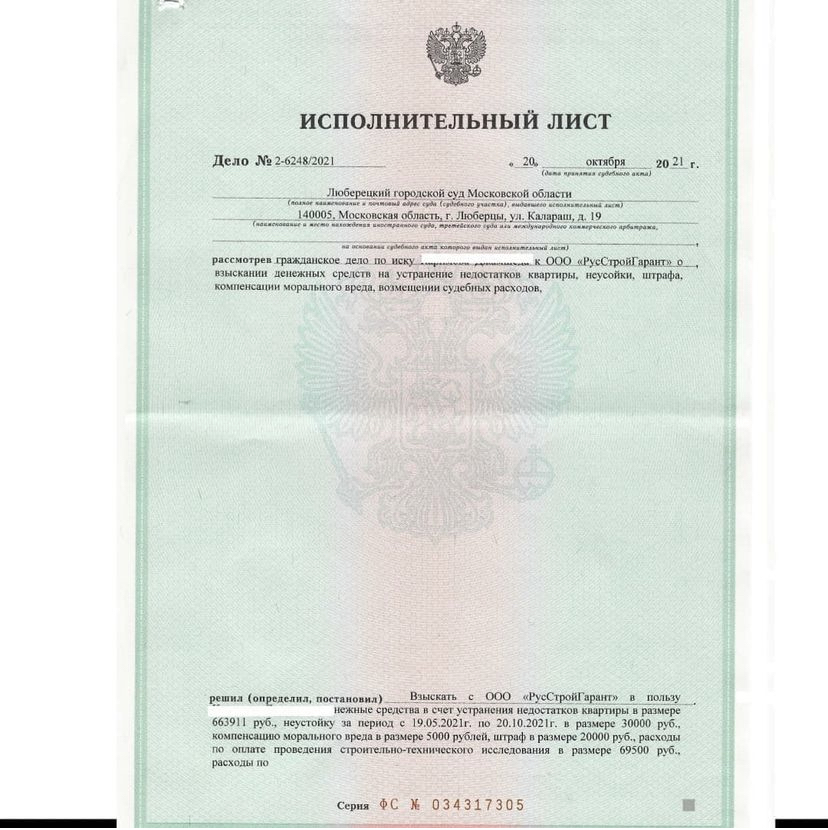 ИСПОЛНИТЕЛЬНЫЙ ЛИСТ
Дело № 2-6248/2021 « 20» октября 20 21 г.
(дата принятия судебного акта)
Люберецкий городской суд Московской области
(полное наименование и почтовый адрес суда (судебного участка), выдавшего исполнительный лист)
140005, Московская область, г. Люберцы, ул. Калараш, д. 19
(наименование и место нахождения иностранного суда, третейского суда или международного коммерческого арбитража,
на основании судебного акта которого выдан исполнительный лист)
рассмотрев гражданское дело по иску к ООО «РусСтройГарант» о
взыскании денежных средств на устранение недостатков квартиры, неусойки, штрафа,
компенсации морального вреда, возмещении судебных расходов,
решил (определил, постановил) Взыскать с ООО «РусСтройГарант» в пользу
нежные средства в счет устранения недостатков квартиры в размере
663911 руб., неустойку за период с 19.05.2021г. по 20.10.2021г. в размере 30000 руб.,
компенсацию морального вреда в размере 5000 рублей, штраф в размере 20000 руб., расходы
по оплате проведения строительно-технического исследования в размере 69500 руб.,
расходы по
Серия ФС № 034317305